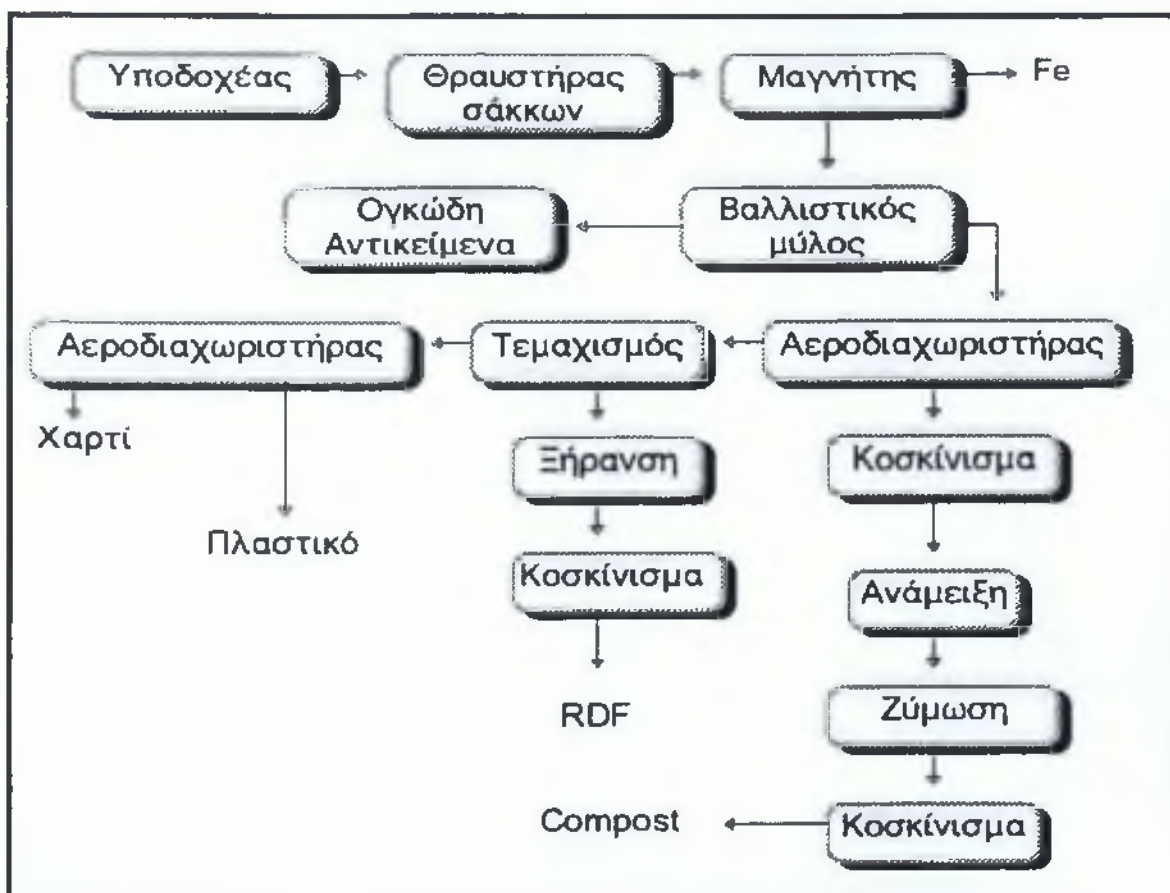 Υποδοχέας
Θραυστήρας
σάκκων
Μαγνήτης
Fe
Ογκώδη
Αντικείμενα
Βαλλιστικός
μύλος
Αεροδιαχωριστήρας
Τεμαχισμός
Αεροδιαχωριστήρας
Χαρτί
Ξήρανση
Κοσκίνισμα
Πλαστικό
Κοσκίνισμα
Ανάμειξη
RDF
Ζύμωση
Compost
Κοσκίνισμα